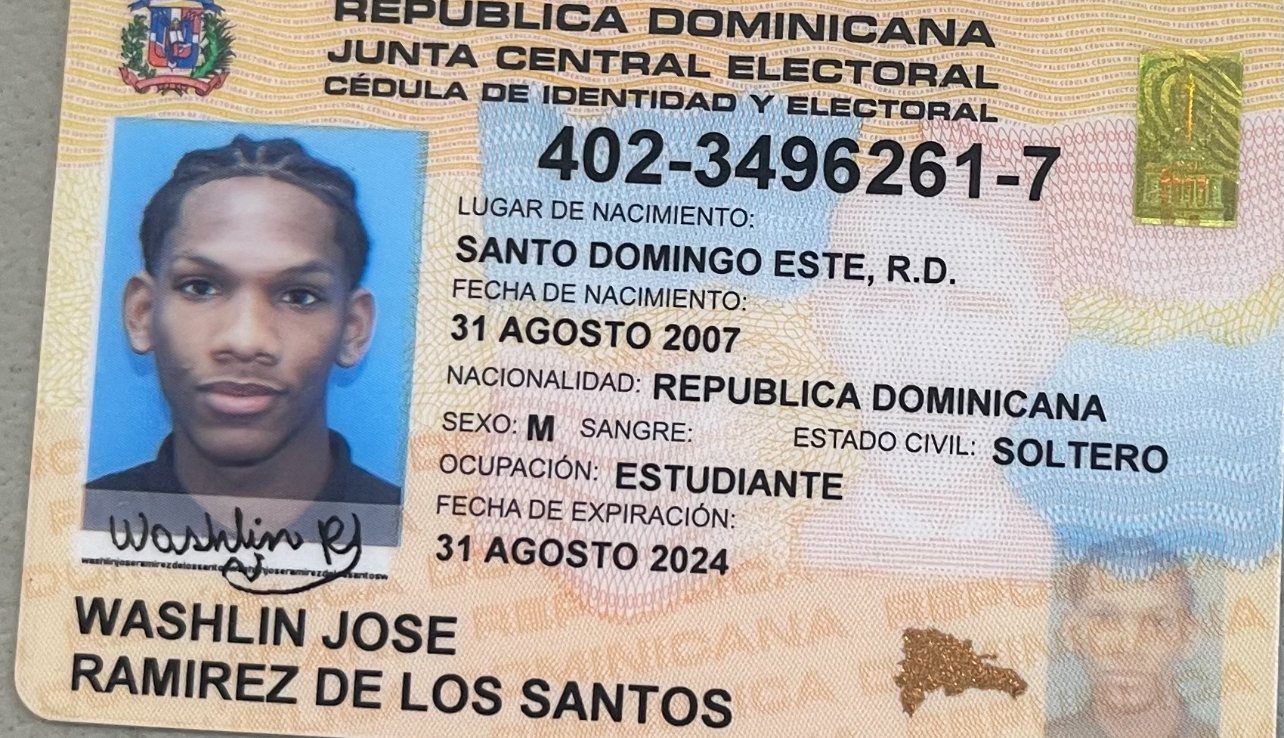 REPÚBLICA DOMINICANA
JUNTA CENTRAL ELECTORAL
CÉDULA DE IDENTIDAD Y ELECTORAL
402-3496261-7
LUGAR DE NACIMIENTO:
SANTO DOMINGO ESTE, R.D.
FECHA DE NACIMIENTO:
31 AGOSTO 2007
NACIONALIDAD: REPUBLICA DOMINICANA
SEXO: M SANGRE: ESTADO CIVIL: SOLTERO
OCUPACIÓN: ESTUDIANTE
FECHA DE EXPIRACIÓN:
31 AGOSTO 2024
Washlin RJ
WASHLIN JOSE
RAMIREZ DE LOS SANTOS